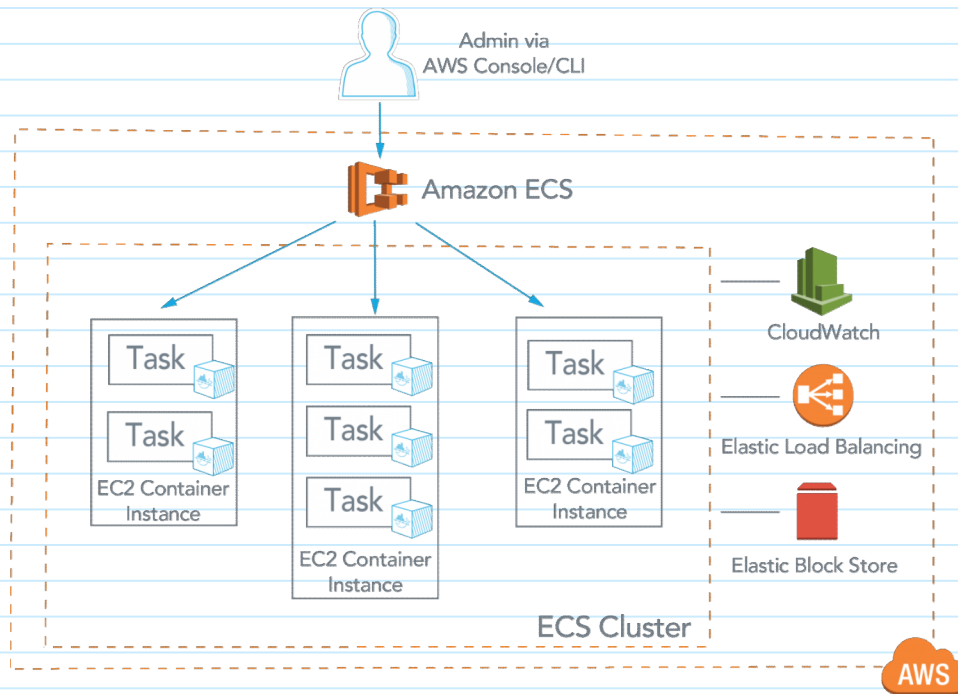 Admin via
AWS Console/CLI
Amazon ECS
CloudWatch
Elastic Load Balancing
Elastic Block Store
Task
Task
EC2 Container
Instance
Task
Task
Task
EC2 Container
Instance
Task
Task
EC2 Container
Instance
ECS Cluster
AWS